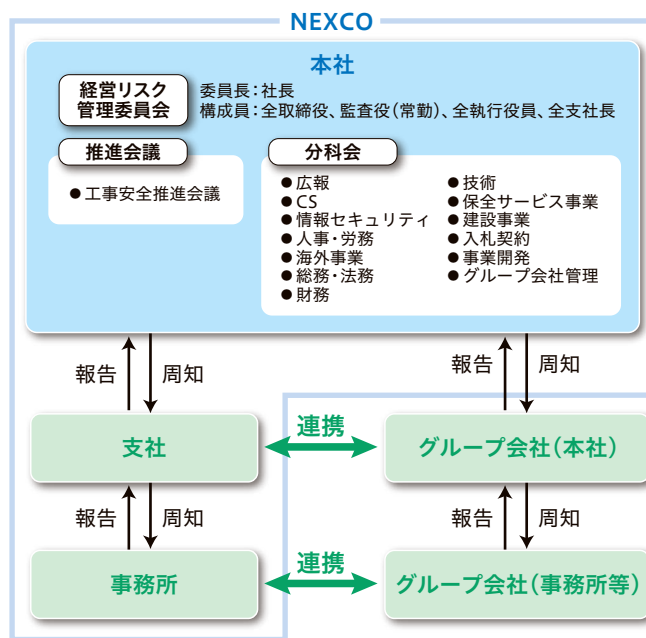 NEXCO
本社
経営リスク
管理委員会
委員長：社長
構成員：全取締役、監査役（常勤）、全執行役員、全支社長
推進会議
●工事安全推進会議
分科会
●広報
●CS
●情報セキュリティ
●人事・労務
●海外事業
●総務・法務
●財務
●技術
●保全サービス事業
●建設事業
●入札契約
●事業開発
●グループ会社管理
報告
周知
報告
周知
支社
連携
グループ会社（本社）
報告
周知
報告
周知
事務所
連携
グループ会社（事務所等）